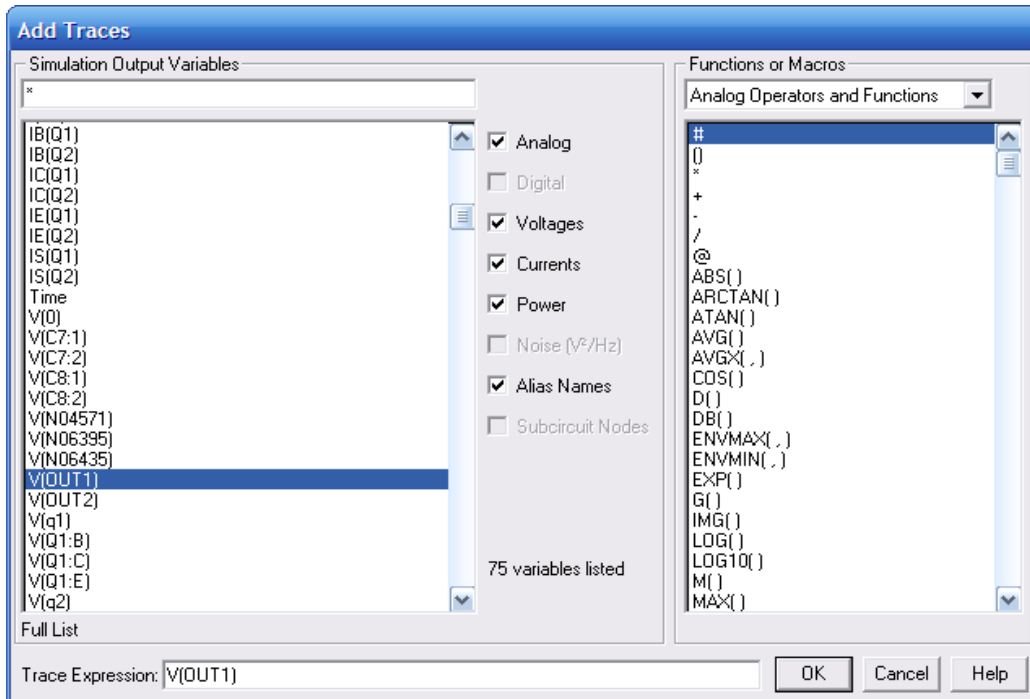 Add Traces
Simulation Output Variables
*
IB(Q1)
IB(Q2)
IC(Q1)
IC(Q2)
IE(Q1)
IE(Q2)
IS(Q1)
IS(Q2)
Time
V(0)
V(C7:1)
V(C7:2)
V(C8:1)
V(C8:2)
V(N04571)
V(N06395)
V(N06435)
V(OUT1)
V(OUT2)
V(q1)
V(Q1:B)
V(Q1:C)
V(Q1:E)
V(q2)
Full List
Analog
Digital
Voltages
Currents
Power
Noise (V²/Hz)
Alias Names
Subcircuit Nodes
75 variables listed
Functions or Macros
Analog Operators and Functions
#
()
*
+
-
/
@
ABS( )
ARCTAN( )
ATAN( )
AVG( )
AVGX( , )
COS( )
D( )
DB( )
ENVMAX( , )
ENVMIN( , )
EXP( )
G( )
IMG( )
LOG( )
LOG10( )
M( )
MAX( )
Trace Expression: V(OUT1)
OK
Cancel
Help